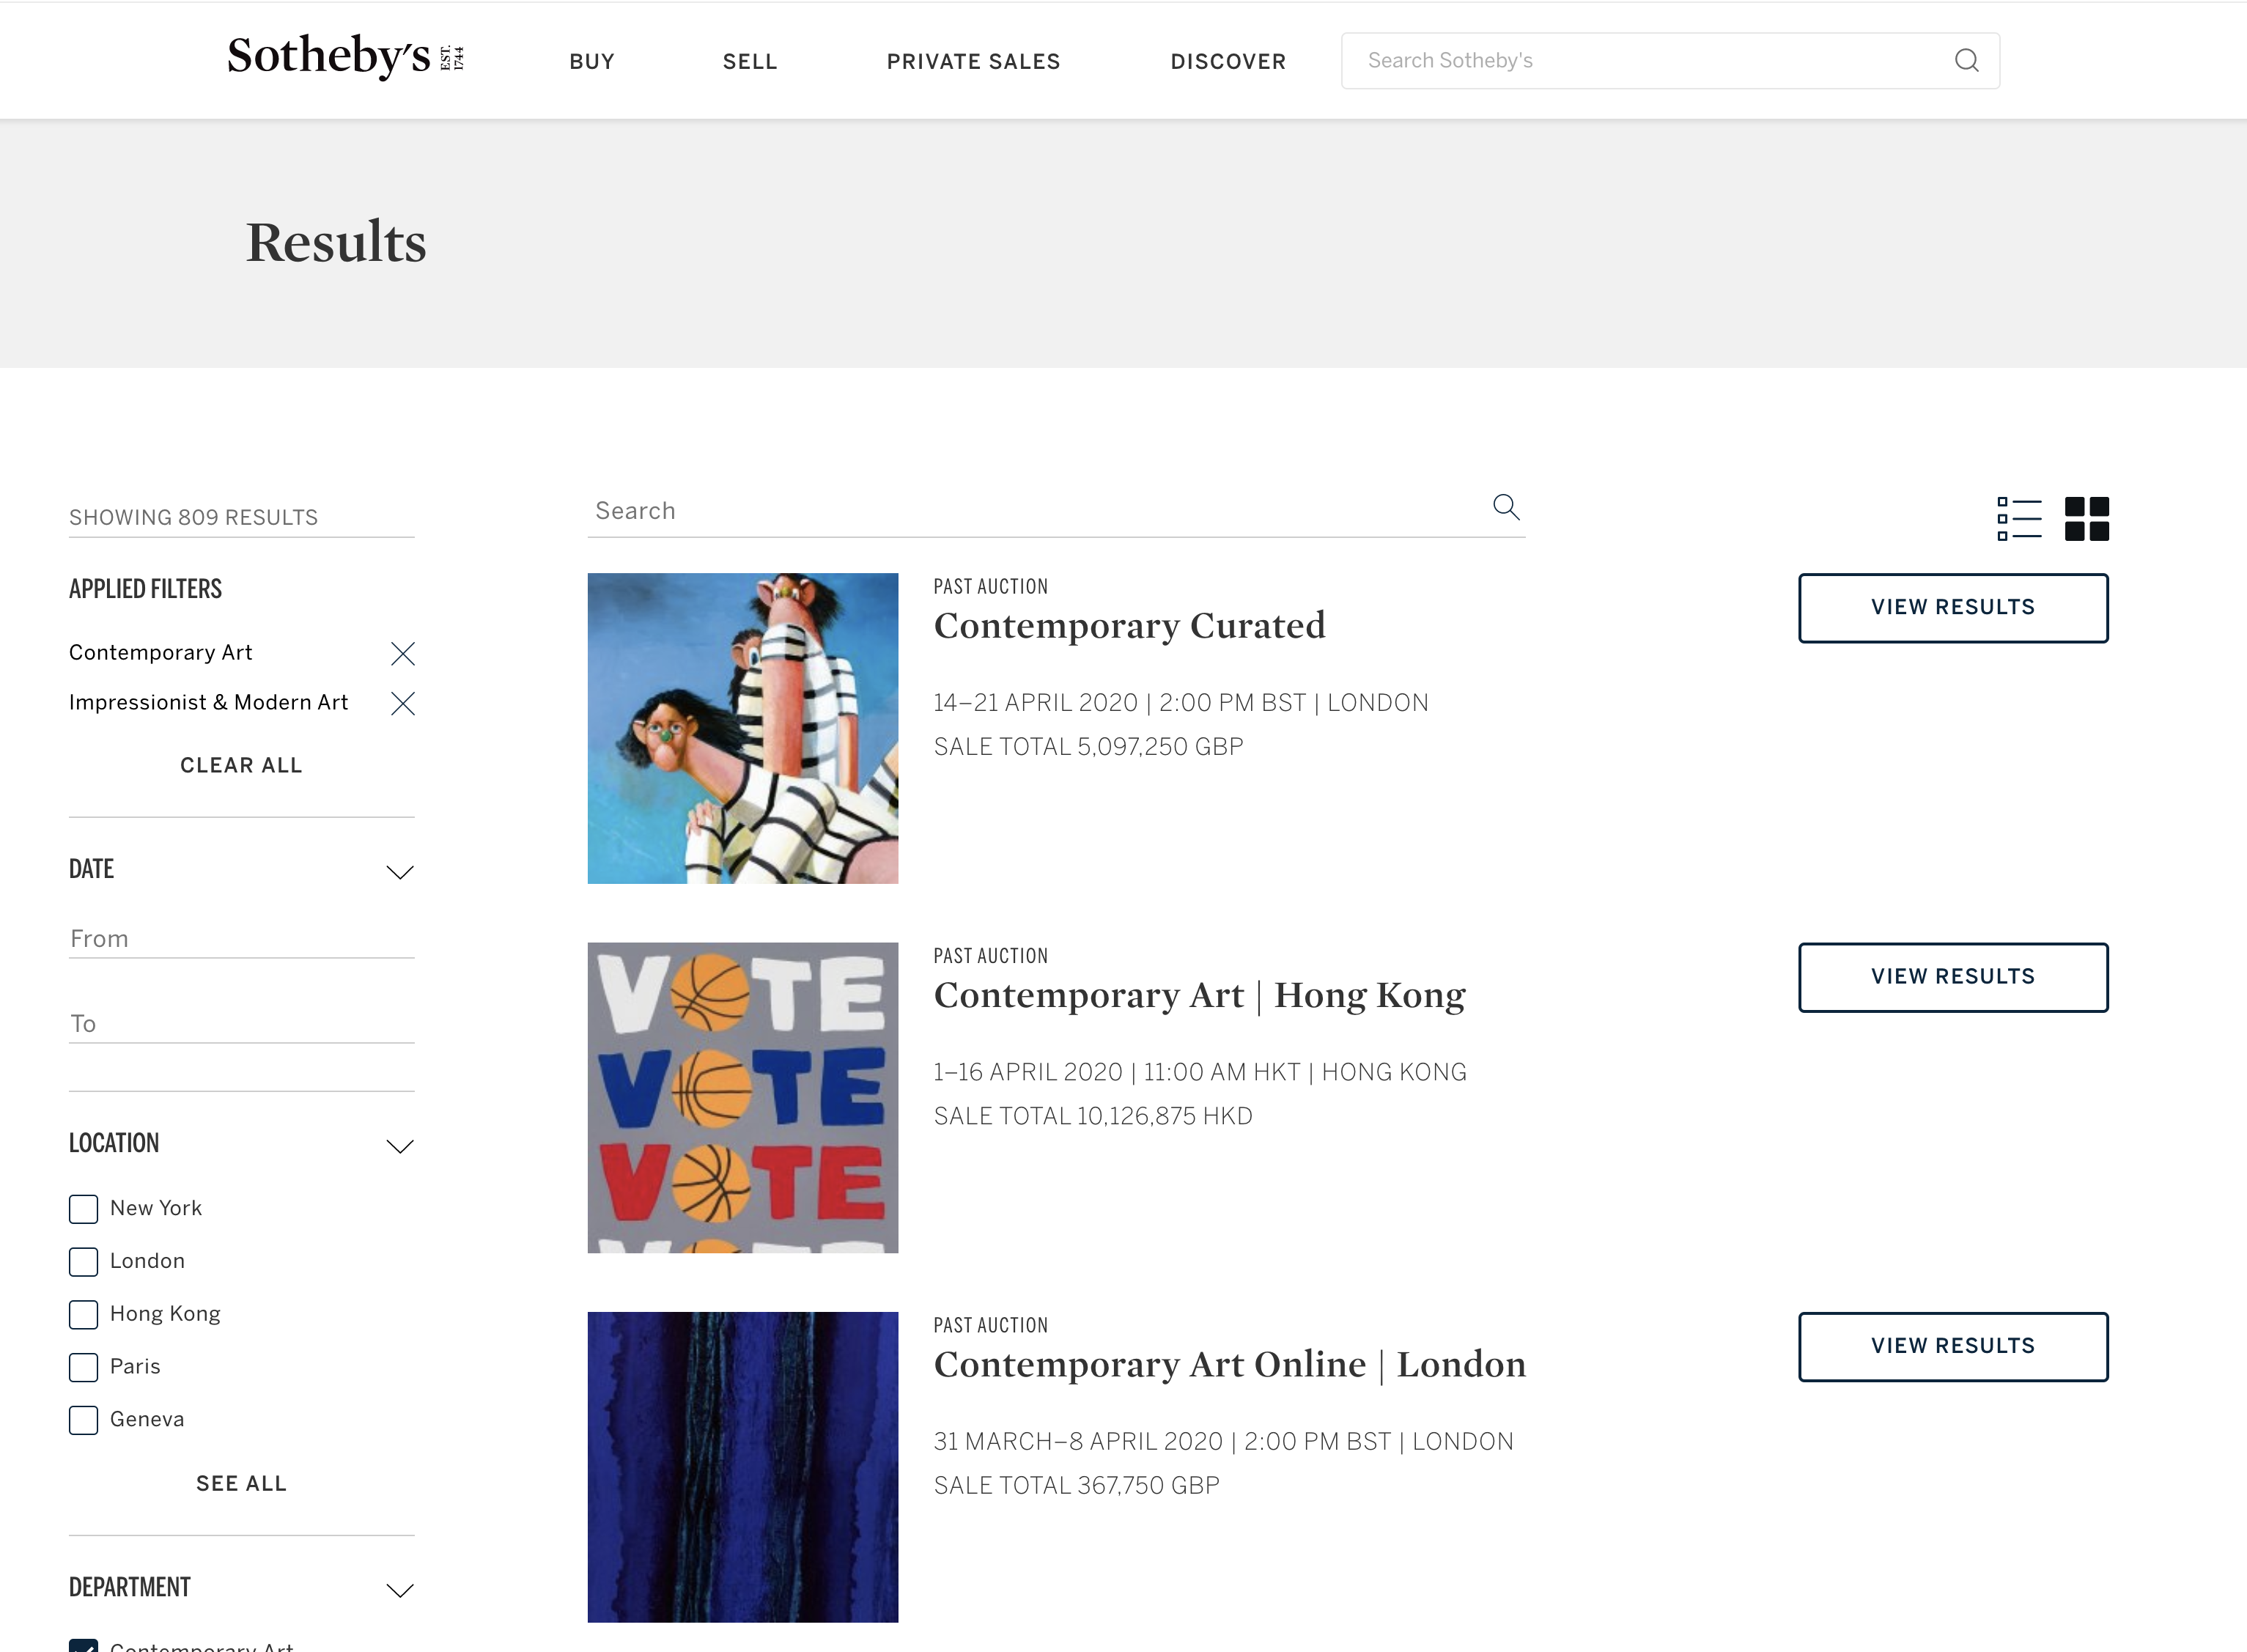 Sotheby's EST. 1744
BUY
SELL
PRIVATE SALES
DISCOVER
Search Sotheby's
Results
SHOWING 809 RESULTS
APPLIED FILTERS
Contemporary Art
Impressionist & Modern Art
CLEAR ALL
DATE
From
To
LOCATION
New York
London
Hong Kong
Paris
Geneva
SEE ALL
DEPARTMENT
Contemporary Art
Search
PAST AUCTION
Contemporary Curated
14–21 APRIL 2020 | 2:00 PM BST | LONDON
SALE TOTAL 5,097,250 GBP
VIEW RESULTS
VOTE
VOTE
VOTE
VOTE
PAST AUCTION
Contemporary Art | Hong Kong
1–16 APRIL 2020 | 11:00 AM HKT | HONG KONG
SALE TOTAL 10,126,875 HKD
VIEW RESULTS
PAST AUCTION
Contemporary Art Online | London
31 MARCH–8 APRIL 2020 | 2:00 PM BST | LONDON
SALE TOTAL 367,750 GBP
VIEW RESULTS